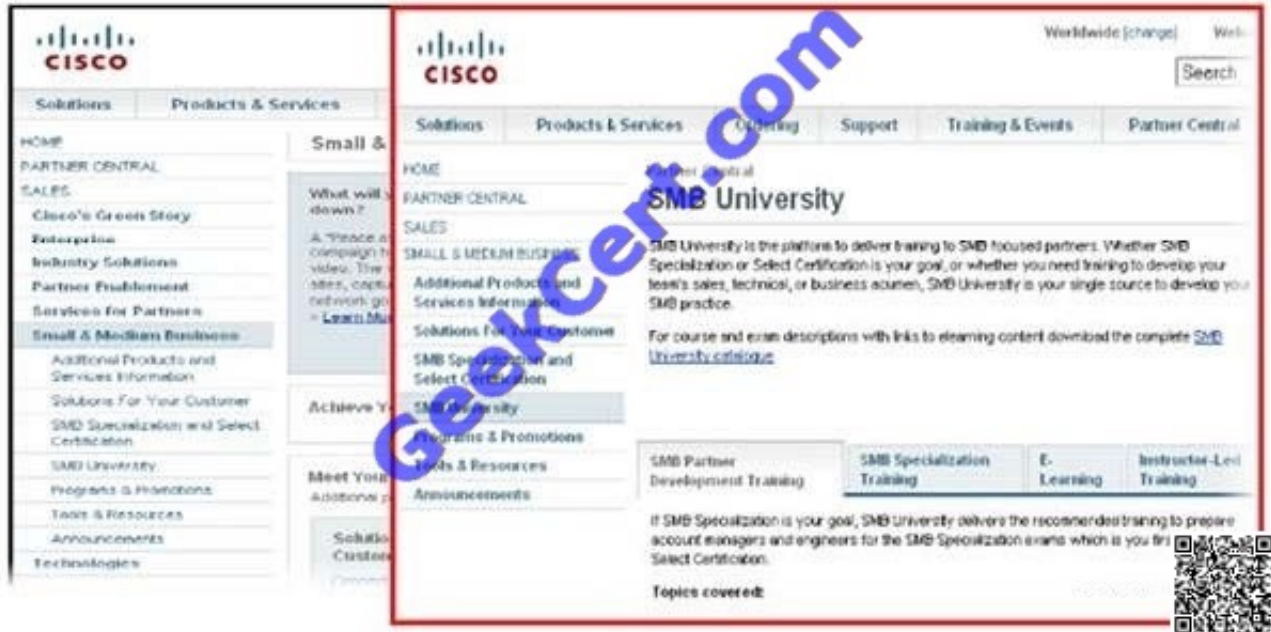 CISCO
Solutions
Products & Services
HOME
PARTNER CENTRAL
SALES
Cisco's Green Story
Enterprise
Industry Solutions
Partner Enablement
Services for Partners
Small & Medium Business
Additional Products and
Services Information
Solutions For Your Customer
SMB Specialization and Select
Certification
SMB University
Programs & Promotions
Tools & Resources
Announcements
Technologies
Small &
What will
down?
A "Peace
campaign
video. The
sites,
network
» Learn
Achieve
Meet Your
Additional
Custom
CISCO
Worldwide [change]
Search
Solutions
Products & Services
Ordering
Support
Training & Events
Partner Central
HOME
PARTNER CENTRAL
SALES
SMALL & MEDIUM BUSINESS
Additional Products and
Services Information
Solutions For Your Customer
SMB Specialization and
Select Certification
SMB University
Programs & Promotions
Tools & Resources
Announcements
Partner Central
SMB University
SMB University is the platform to deliver training to SMB focused partners. Whether SMB
Specialization or Select Certification is your goal, or whether you need training to develop your
team's sales, technical, or business acumen, SMB University is your single source to develop your
SMB practice.
For course and exam descriptions with links to elearning content download the complete SMB
University catalogue
SMB Partner
Development Training
SMB Specialization
Training
E-
Learning
Instructor-Led
Training
If SMB Specialization is your goal, SMB University delivers the recommended training to prepare
account managers and engineers for the SMB Specialization exams which is you
Select Certification.
Topics covered:
GeekCert.com